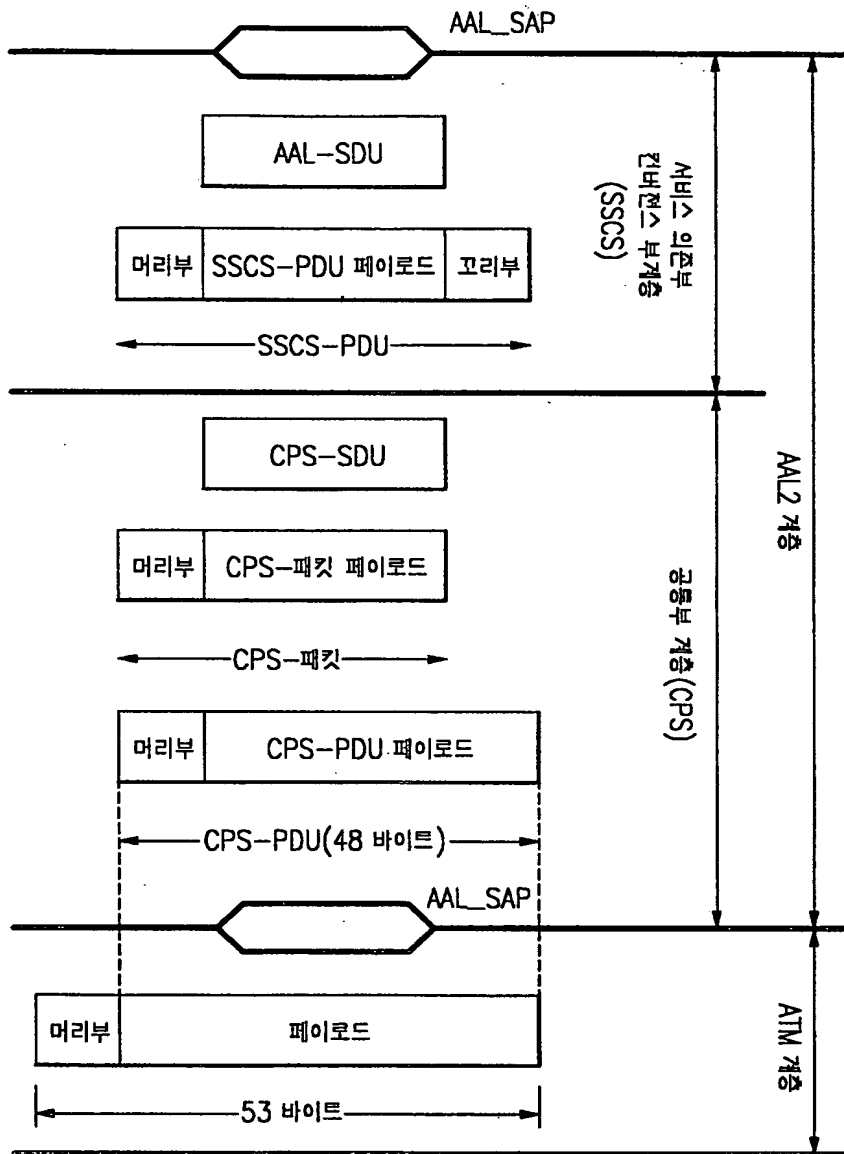 AAL_SAP
AAL-SDU
머리부 SSCS-PDU 페이로드 꼬리부
SSCS-PDU
서비스 의존부
컨버젼스 부계층
(SSCS)
CPS-SDU
머리부 CPS-패킷 페이로드
CPS-패킷
머리부 CPS-PDU 페이로드
CPS-PDU(48 바이트)
공통부 계층(CPS)
AAL2 계층
AAL_SAP
머리부 페이로드
53 바이트
ATM 계층